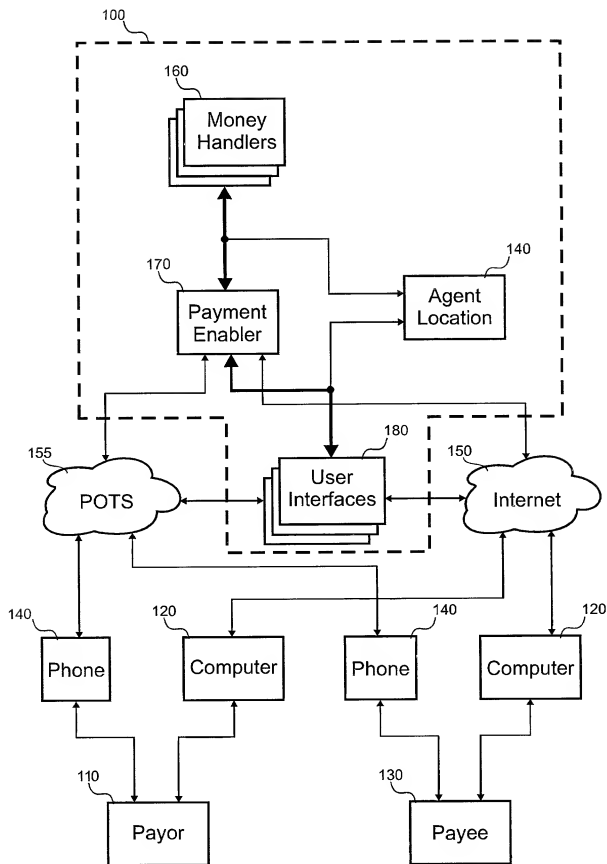 100
160
Money
Handlers
170
140
Payment
Enabler
Agent
Location
155
180
150
POTS
User
Interfaces
Internet
140
120
140
120
Phone
Computer
Phone
Computer
110
130
Payor
Payee